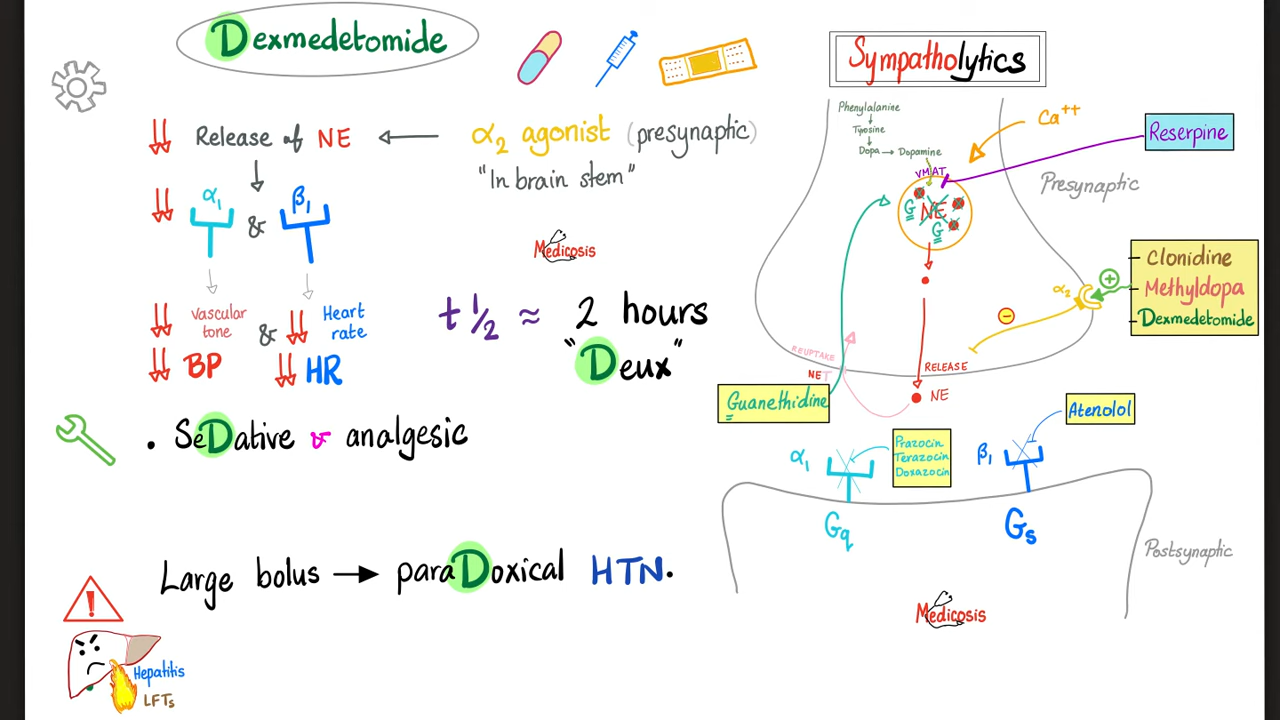 Dexmedetomide
Release of NE
α2 agonist (presynaptic)
"In brain stem"
α1
&
β1
Medicosis
Vascular
tone
&
Heart
rate
BP
HR
t 1/2 ≈ 2 hours
"Deux"
. SeDative & analgesic
Large bolus → paraDoxical HTN.
!
Hepatitis
LFTs
Sympatholytics
Phenylalanine
↓
Tyrosine
↓
Dopa → Dopamine
VMAT
NE
G
G
Ca++
Reserpine
Presynaptic
- Clonidine
- Methyldopa
- Dexmedetomide
α2
+
-
REUPTAKE
NET
RELEASE
NE
Guanethidine
Atenolol
Prazocin
Terazocin
Doxazocin
α1
β1
Gq
Gs
Postsynaptic
Medicosis